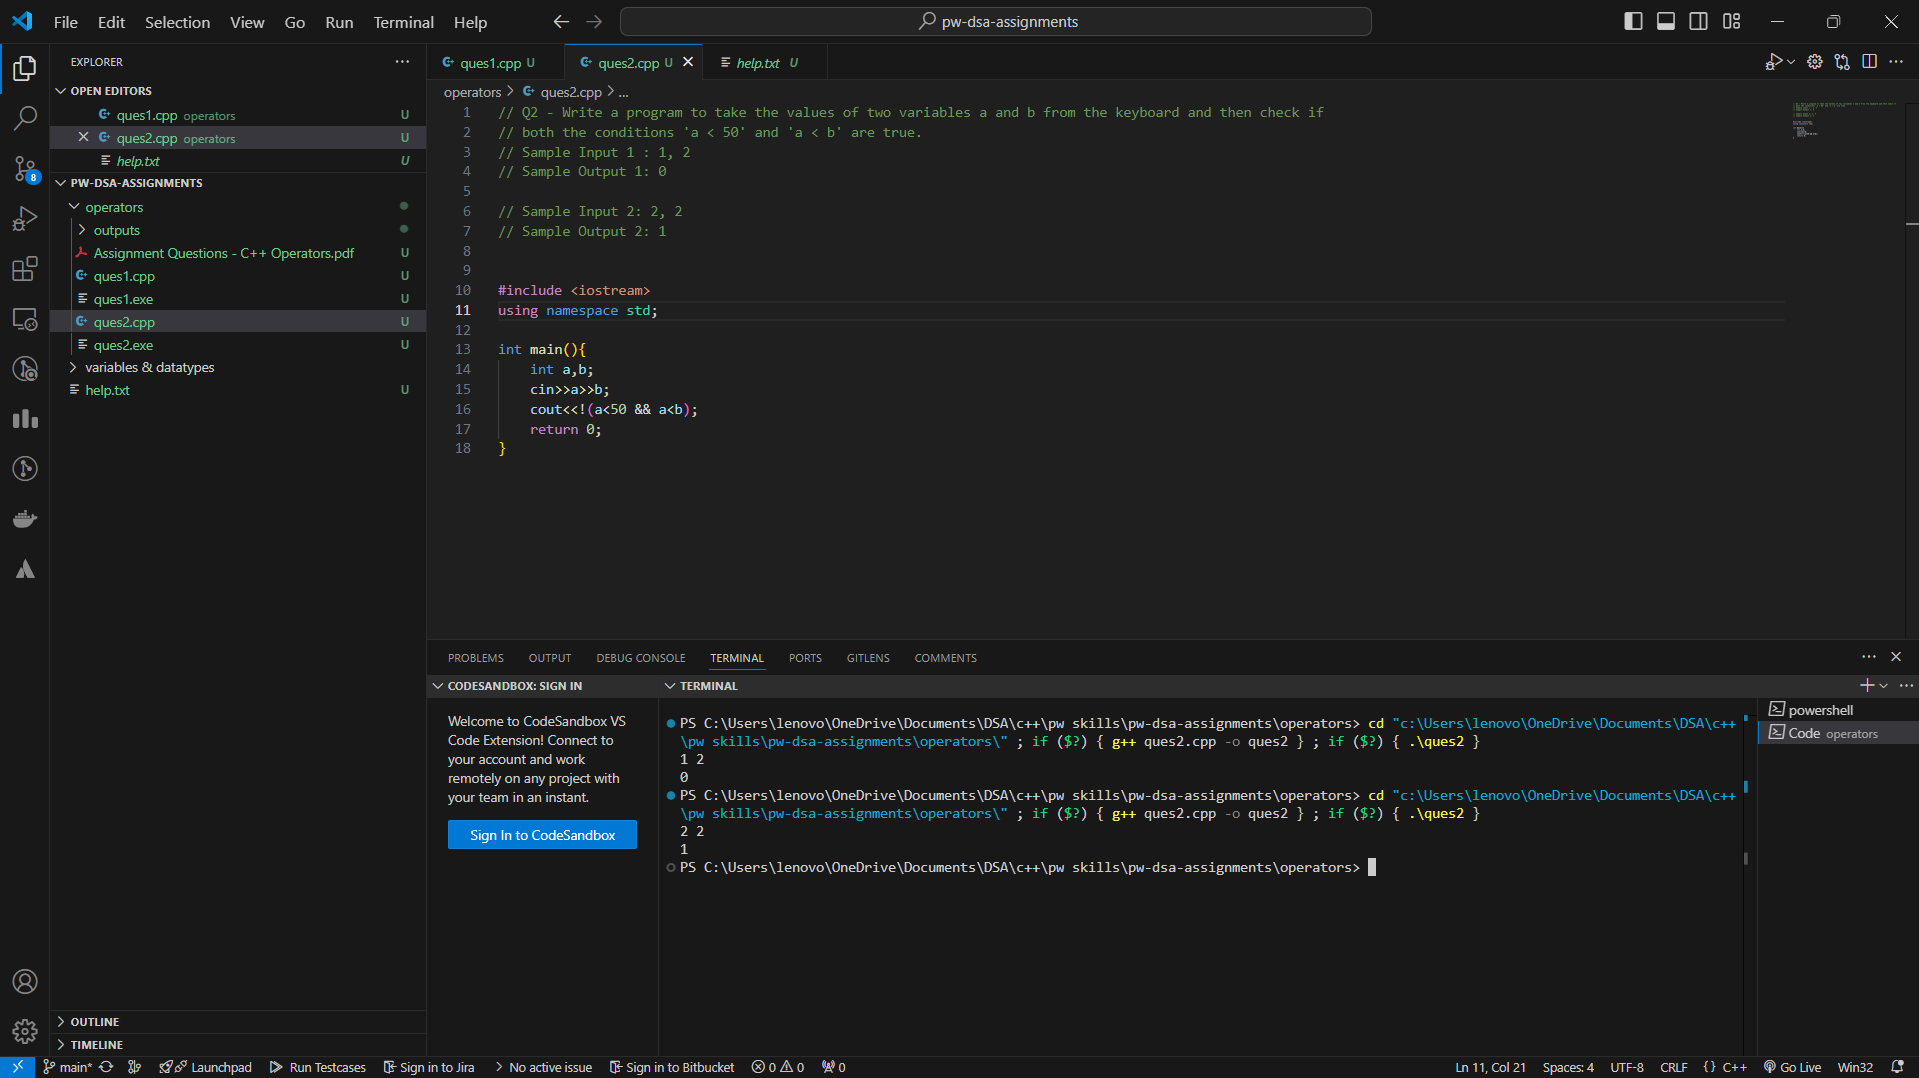 File Edit Selection View Go Run Terminal Help
pw-dsa-assignments
EXPLORER
OPEN EDITORS
ques1.cpp operators U
ques2.cpp operators U
help.txt U
PW-DSA-ASSIGNMENTS
operators
outputs
Assignment Questions - C++ Operators.pdf U
ques1.cpp U
ques1.exe U
ques2.cpp U
ques2.exe U
variables & datatypes
help.txt U
OUTLINE
TIMELINE
ques1.cpp U ques2.cpp U help.txt U
operators > ques2.cpp > ...
1 // Q2 - Write a program to take the values of two variables a and b from the keyboard and then check if
2 // both the conditions 'a < 50' and 'a < b' are true.
3 // Sample Input 1 : 1, 2
4 // Sample Output 1: 0
5
6 // Sample Input 2: 2, 2
7 // Sample Output 2: 1
8
9
10 #include <iostream>
11 using namespace std;
12
13 int main(){
14 int a,b;
15 cin>>a>>b;
16 cout<<!(a<50 && a<b);
17 return 0;
18 }
PROBLEMS OUTPUT DEBUG CONSOLE TERMINAL PORTS GITLENS COMMENTS
CODESANDBOX: SIGN IN
Welcome to CodeSandbox VS
Code Extension! Connect to
your account and work
remotely on any project with
your team in an instant.
Sign In to CodeSandbox
TERMINAL
PS C:\Users\lenovo\OneDrive\Documents\DSA\c++\pw skills\pw-dsa-assignments\operators> cd "c:\Users\lenovo\OneDrive\Documents\DSA\c++
\pw skills\pw-dsa-assignments\operators\" ; if ($?) { g++ ques2.cpp -o ques2 } ; if ($?) { .\ques2 }
1 2
0
PS C:\Users\lenovo\OneDrive\Documents\DSA\c++\pw skills\pw-dsa-assignments\operators> cd "c:\Users\lenovo\OneDrive\Documents\DSA\c++
\pw skills\pw-dsa-assignments\operators\" ; if ($?) { g++ ques2.cpp -o ques2 } ; if ($?) { .\ques2 }
2 2
1
PS C:\Users\lenovo\OneDrive\Documents\DSA\c++\pw skills\pw-dsa-assignments\operators>
powershell
Code operators
8
main* Launchpad Run Testcases Sign in to Jira No active issue Sign in to Bitbucket 0 0 0 Ln 11, Col 21 Spaces: 4 UTF-8 CRLF {} C++ Go Live Win32